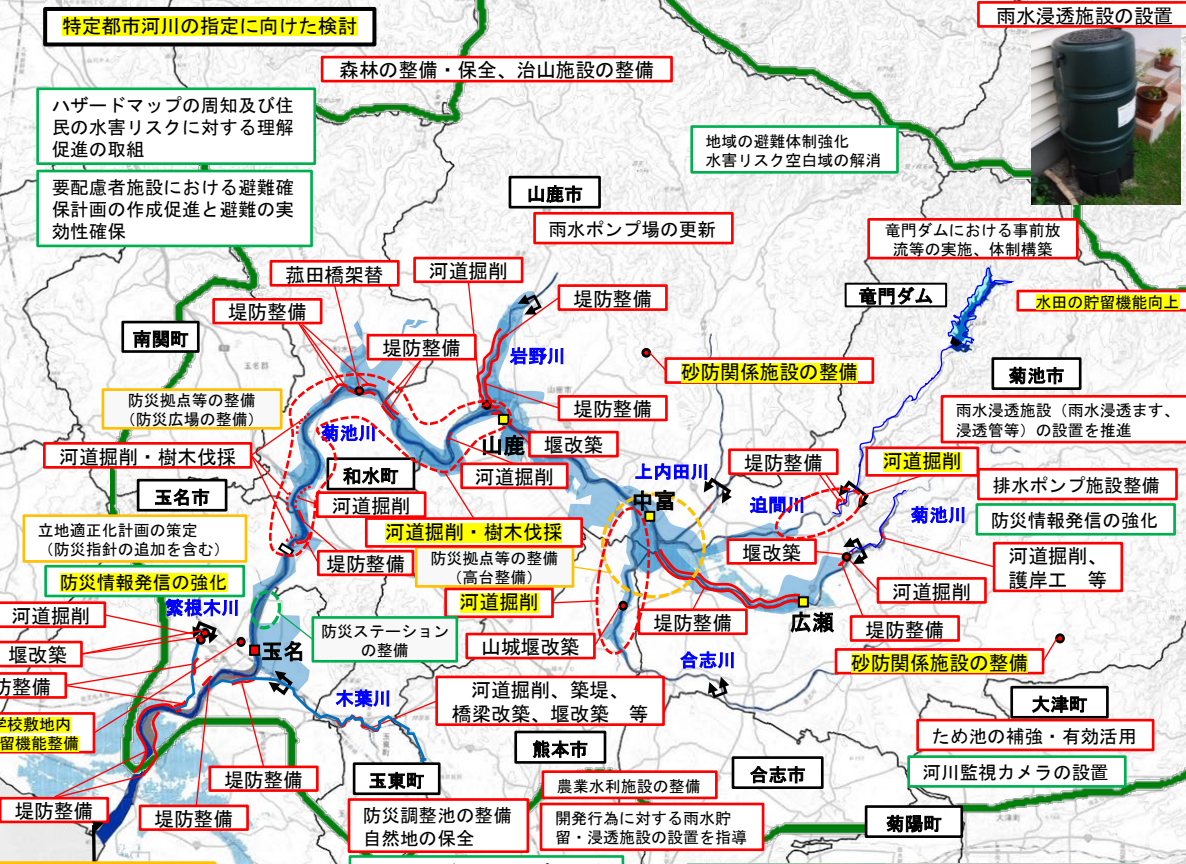 特定都市河川の指定に向けた検討
雨水浸透施設の設置
森林の整備・保全、治山施設の整備
ハザードマップの周知及び住
民の水害リスクに対する理解
促進の取組
地域の避難体制強化
水害リスク空白域の解消
要配慮者施設における避難確
保計画の作成促進と避難の実
効性確保
山鹿市
雨水ポンプ場の更新
竜門ダムにおける事前放
流等の実施、体制構築
菰田橋架替
河道掘削
堤防整備
竜門ダム
水田の貯留機能向上
堤防整備
南関町
堤防整備
岩野川
砂防関係施設の整備
菊池市
防災拠点等の整備
（防災広場の整備）
堤防整備
雨水浸透施設（雨水浸透ます、
浸透管等）の設置を推進
菊池川
山鹿
堰改築
河道掘削・樹木伐採
和水町
河道掘削
上内田川
堤防整備
河道掘削
玉名市
河道掘削
中富
迫間川
排水ポンプ施設整備
菊池川
立地適正化計画の策定
（防災指針の追加を含む）
河道掘削・樹木伐採
防災情報発信の強化
堤防整備
防災拠点等の整備
（高台整備）
堰改築
河道掘削、
護岸工　等
防災情報発信の強化
河道掘削
河道掘削
繁根木川
河道掘削
防災ステーション
の整備
堤防整備
広瀬
堤防整備
堰改築
玉名
山城堰改築
合志川
砂防関係施設の整備
防整備
木葉川
河道掘削、築堤、
橋梁改築、堰改築　等
大津町
学校敷地内
留機能整備
熊本市
ため池の補強・有効活用
堤防整備
玉東町
農業水利施設の整備
合志市
河川監視カメラの設置
堤防整備
堤防整備
防災調整池の整備
自然地の保全
開発行為に対する雨水貯
留・浸透施設の設置を指導
菊陽町